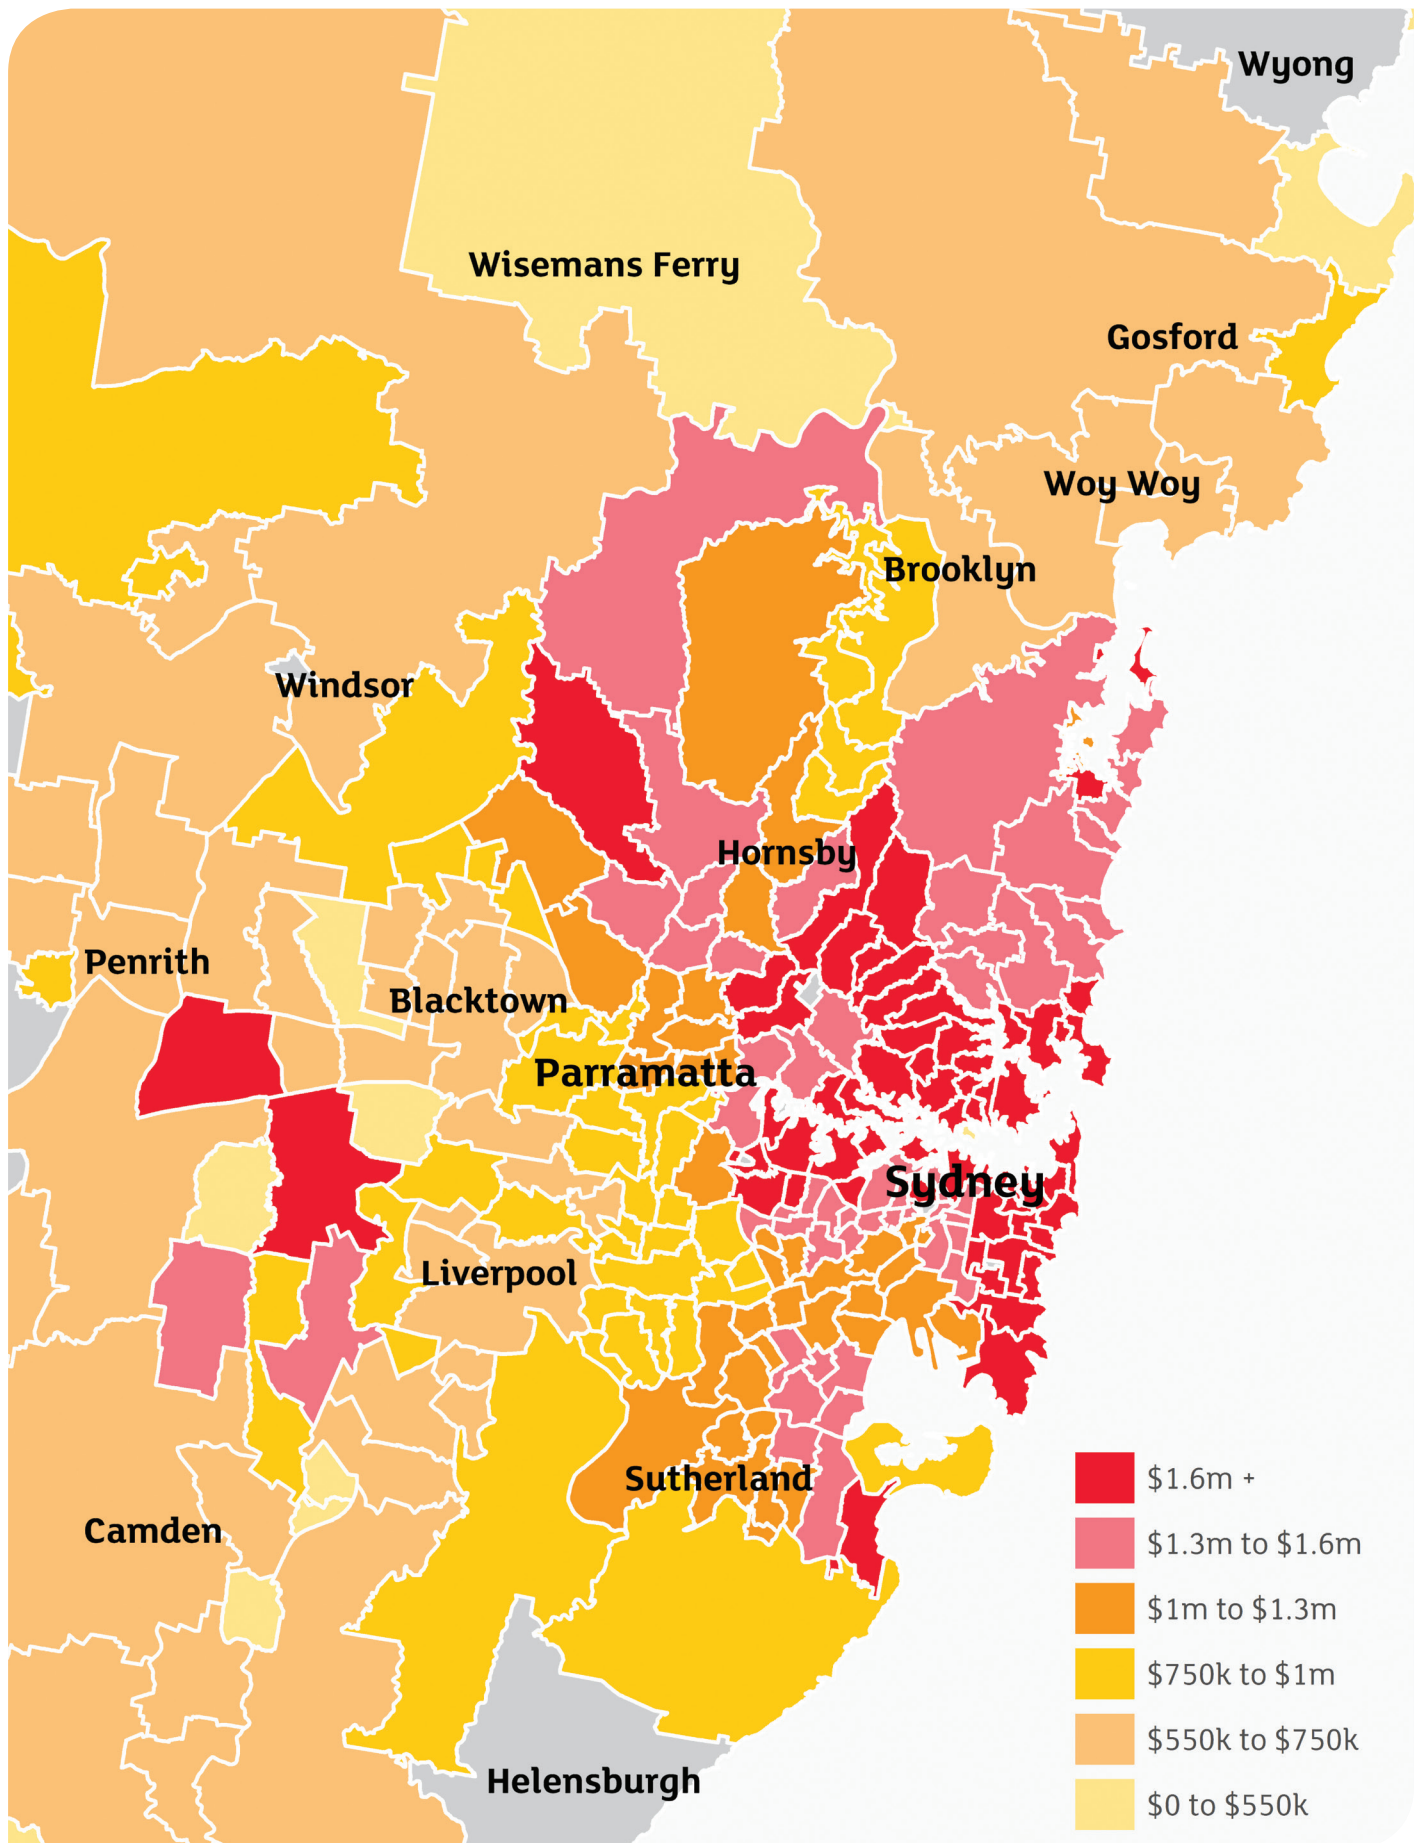 Wyong
Wisemans Ferry
Gosford
Woy Woy
Brooklyn
Windsor
Hornsby
Penrith
Blacktown
Parramatta
Sydney
Liverpool
Sutherland
Camden
Helensburgh
$1.6m +
$1.3m to $1.6m
$1m to $1.3m
$750k to $1m
$550k to $750k
$0 to $550k